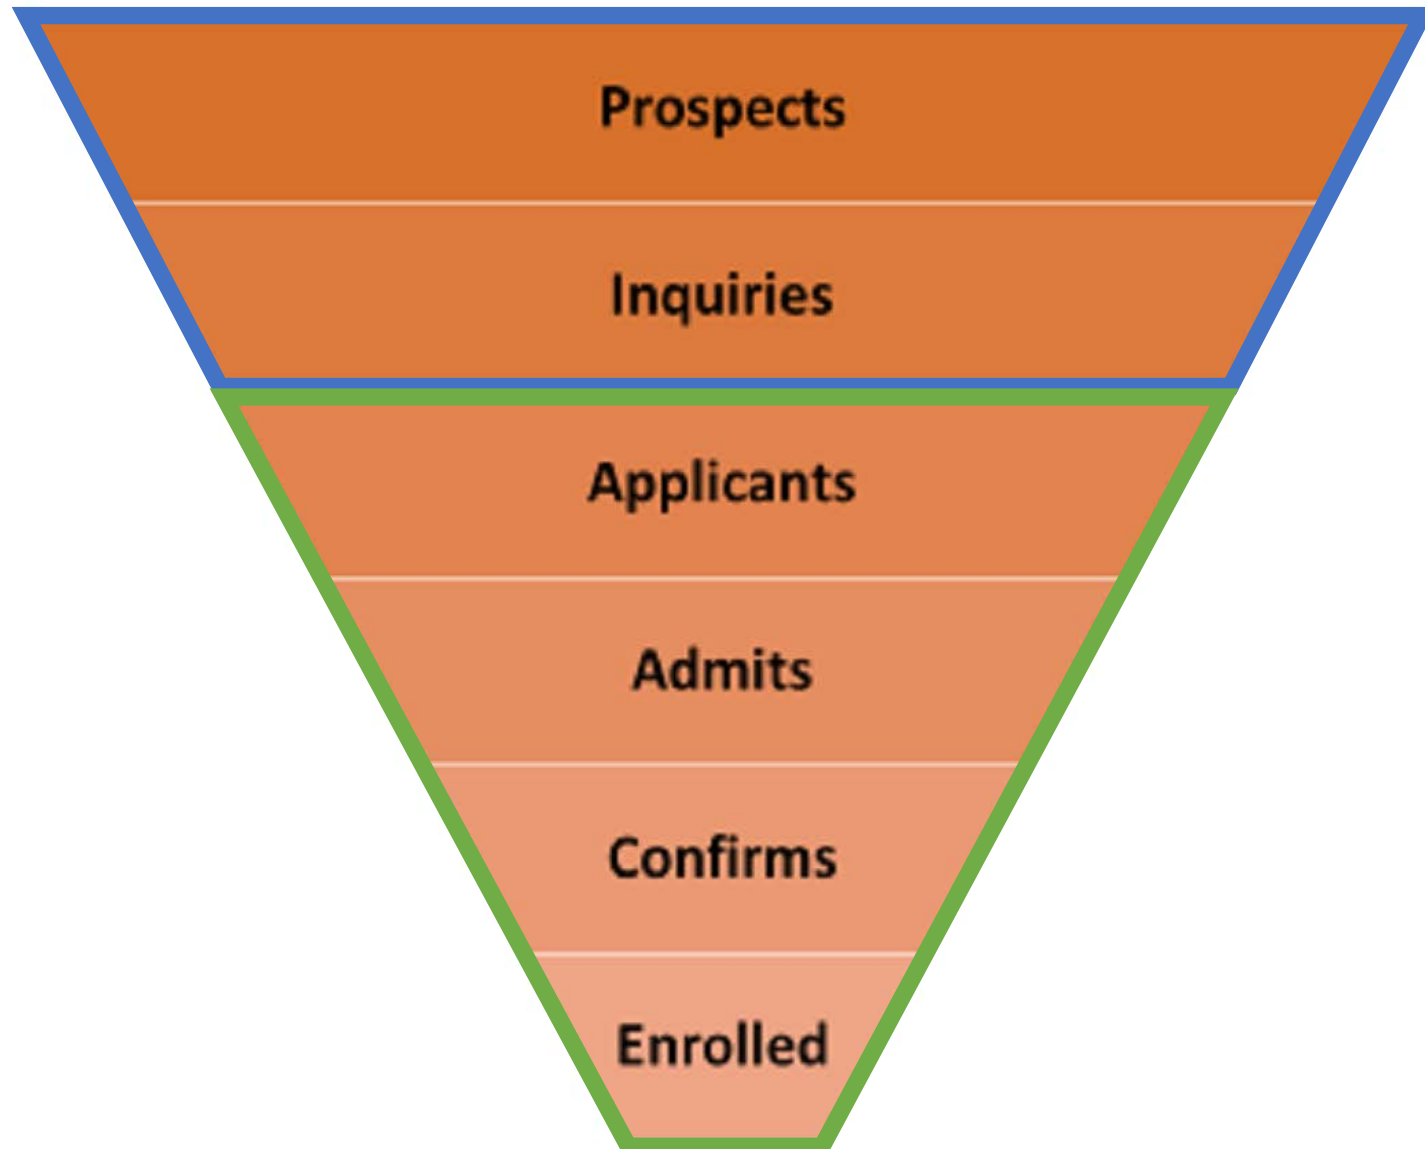 Prospects
Inquiries
Applicants
Admits
Confirms
Enrolled